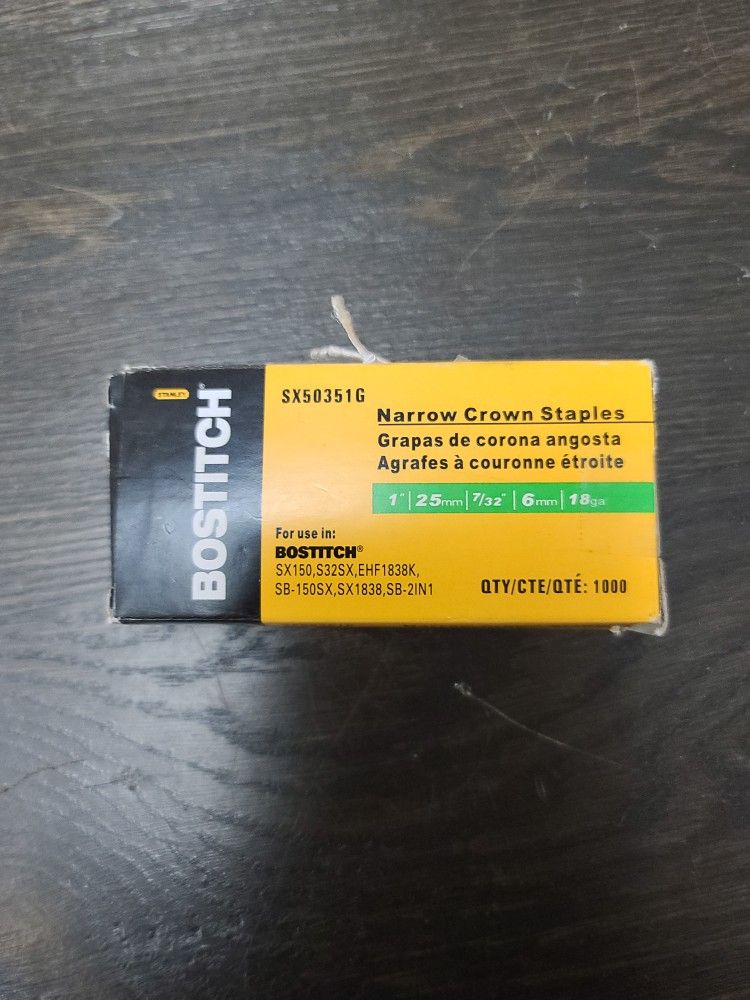 STANLEY
BOSTITCH®
SX50351G
Narrow Crown Staples
Grapas de corona angosta
Agrafes à couronne étroite
1" | 25mm | 7/32" | 6mm | 18ga
For use in:
BOSTITCH®
SX150,S32SX,EHF1838K,
SB-150SX,SX1838,SB-2IN1
QTY/CTE/QTÉ: 1000